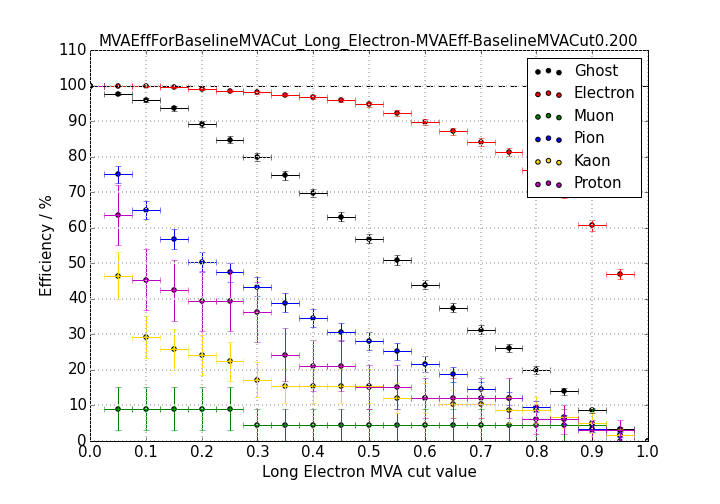 MVAEffForBaselineMVACut_Long_Electron-MVAEff-BaselineMVACut0.200
110
100
90
80
70
60
50
40
30
20
10
0
Efficiency / %
Ghost
Electron
Muon
Pion
Kaon
Proton
0.0 0.1 0.2 0.3 0.4 0.5 0.6 0.7 0.8 0.9 1.0
Long Electron MVA cut value